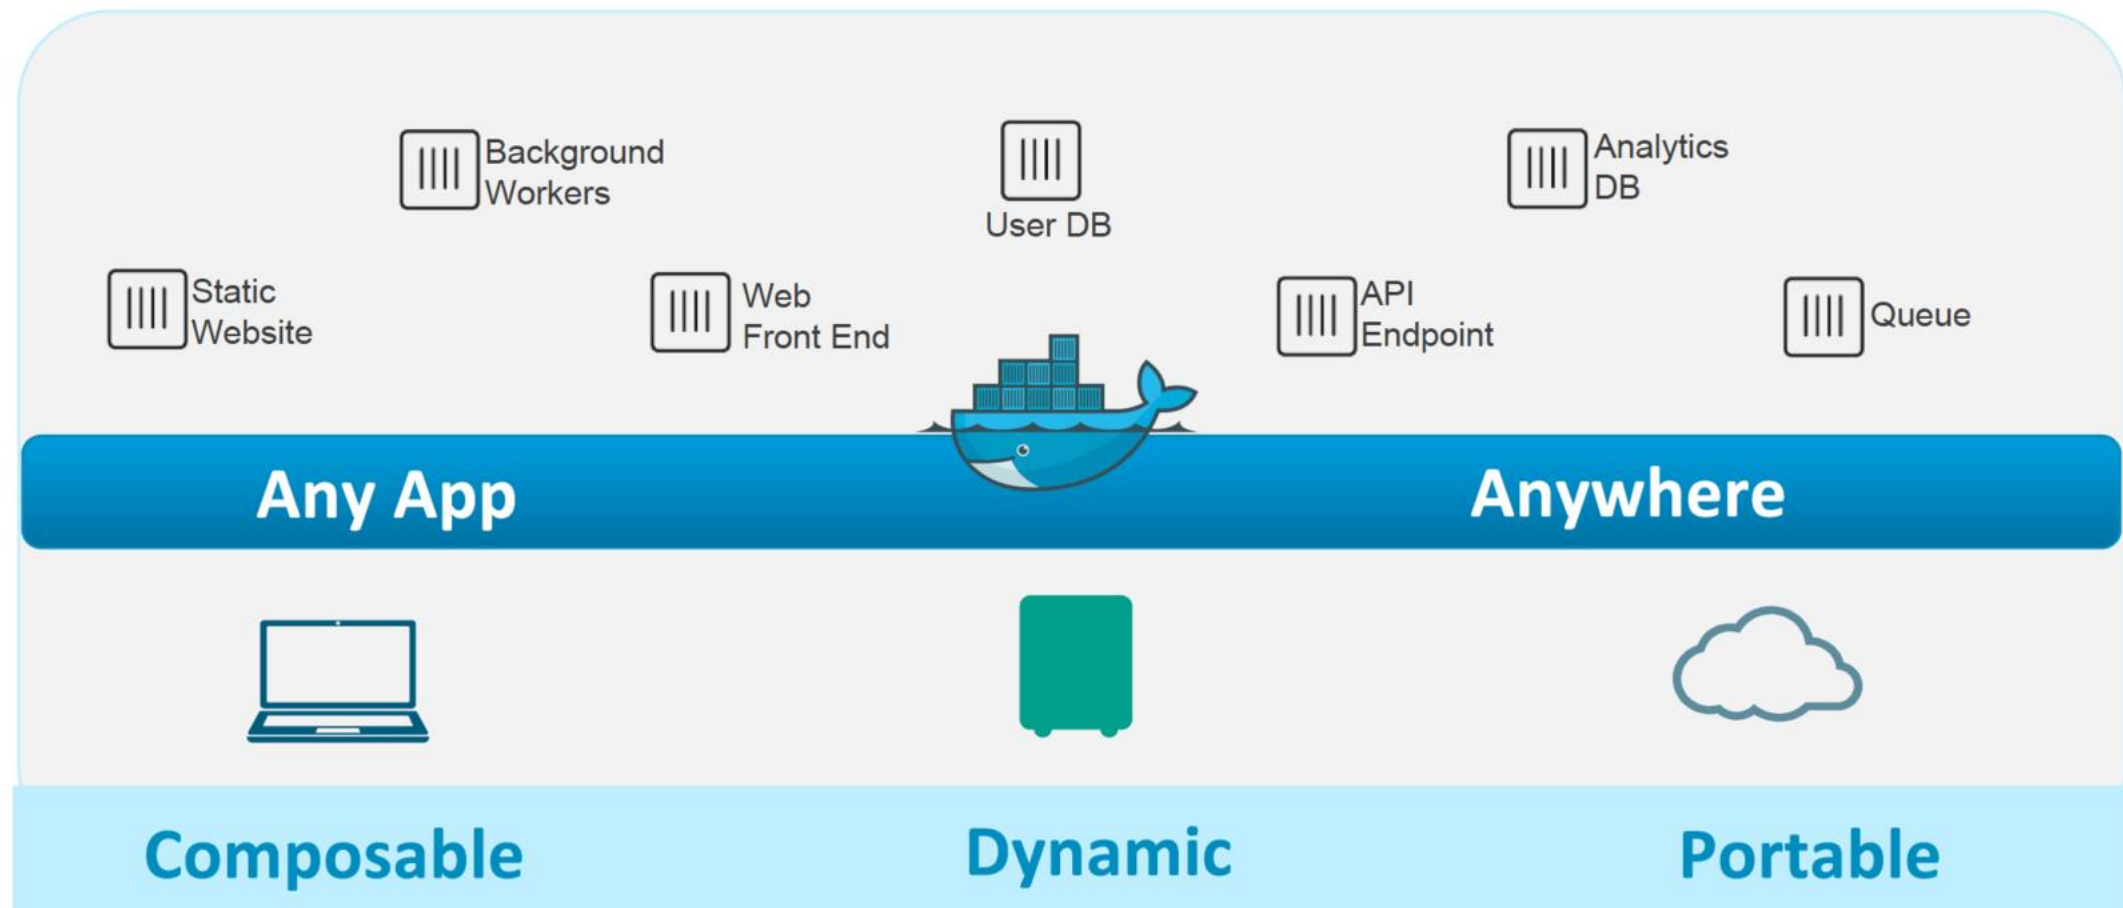 Background
Workers
User DB
Analytics
DB
Static
Website
Web
Front End
API
Endpoint
Queue
Any App
Anywhere
Composable
Dynamic
Portable